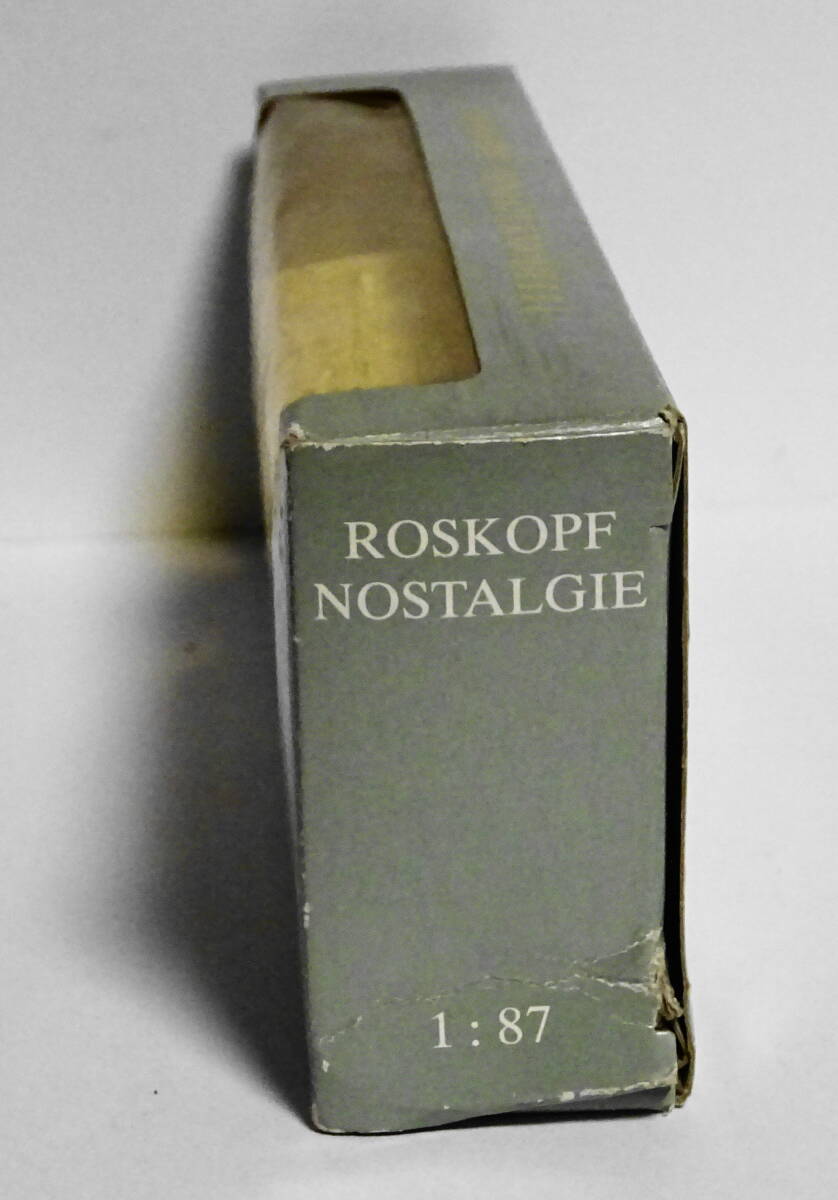 ROSKOPF
NOSTALGIE
1 : 87